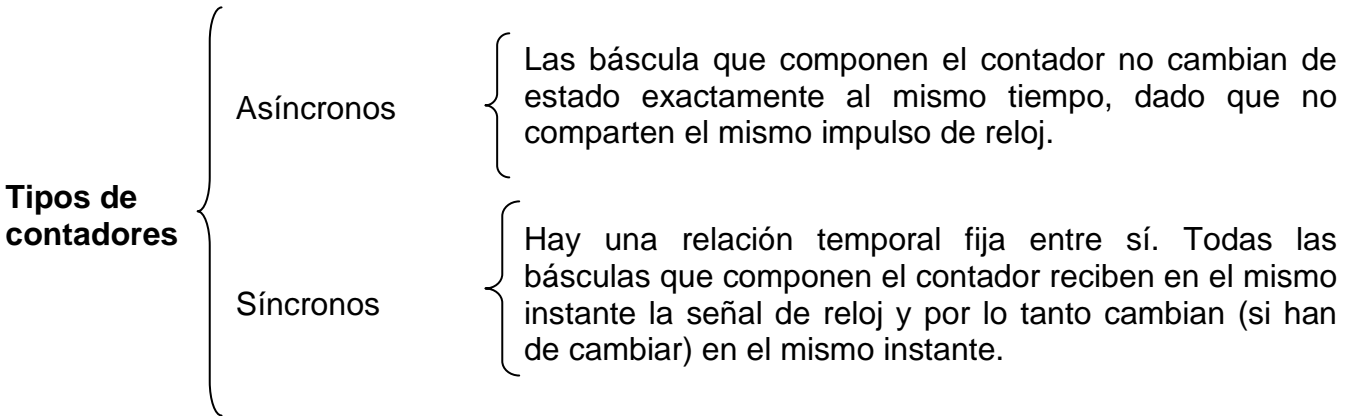 Tipos de
contadores
Asíncronos
Las báscula que componen el contador no cambian de
estado exactamente al mismo tiempo, dado que no
comparten el mismo impulso de reloj.
Síncronos
Hay una relación temporal fija entre sí. Todas las
básculas que componen el contador reciben en el mismo
instante la señal de reloj y por lo tanto cambian (si han
de cambiar) en el mismo instante.